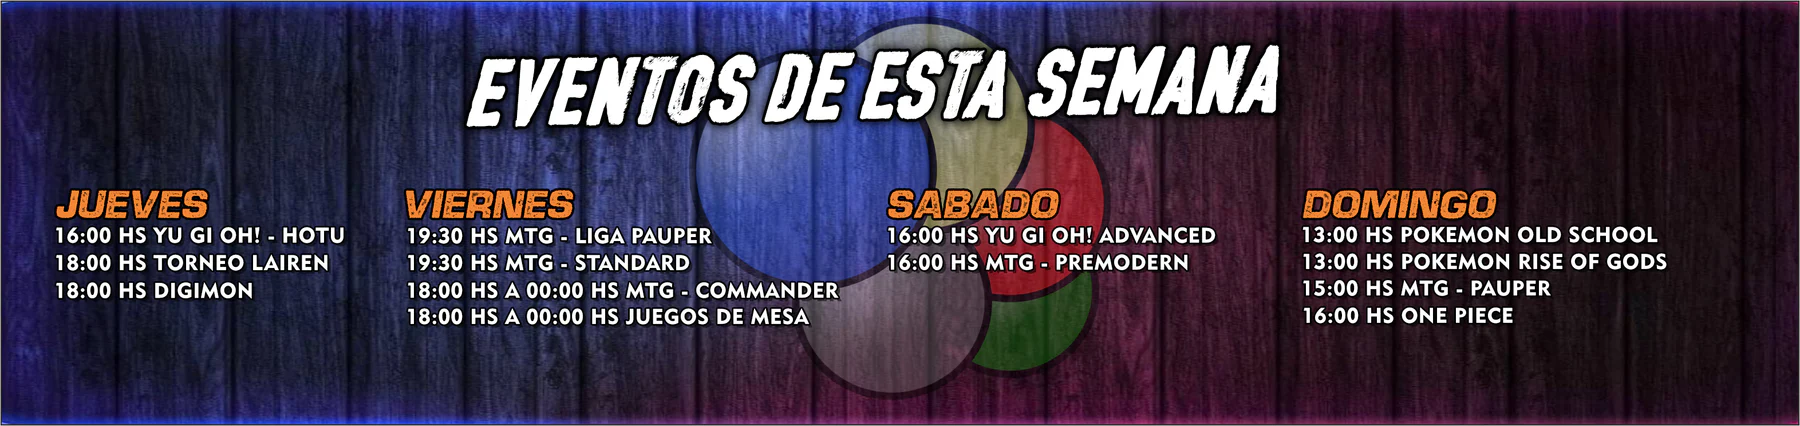 EVENTOS DE ESTA SEMANA
JUEVES
16:00 HS YU GI OH! - HOTU
18:00 HS TORNEO LAIREN
18:00 HS DIGIMON
VIERNES
19:30 HS MTG - LIGA PAUPER
19:30 HS MTG - STANDARD
18:00 HS A 00:00 HS MTG - COMMANDER
18:00 HS A 00:00 HS JUEGOS DE MESA
SABADO
16:00 HS YU GI OH! ADVANCED
16:00 HS MTG - PREMODERN
DOMINGO
13:00 HS POKEMON OLD SCHOOL
13:00 HS POKEMON RISE OF GODS
15:00 HS MTG - PAUPER
16:00 HS ONE PIECE